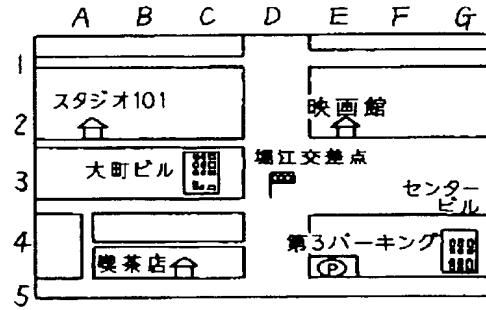 A B C D E F G
1
スタジオ101
映画館
2
大町ビル
堀江交差点
3
センター
ビル
4
第3パーキング
喫茶店
P
5